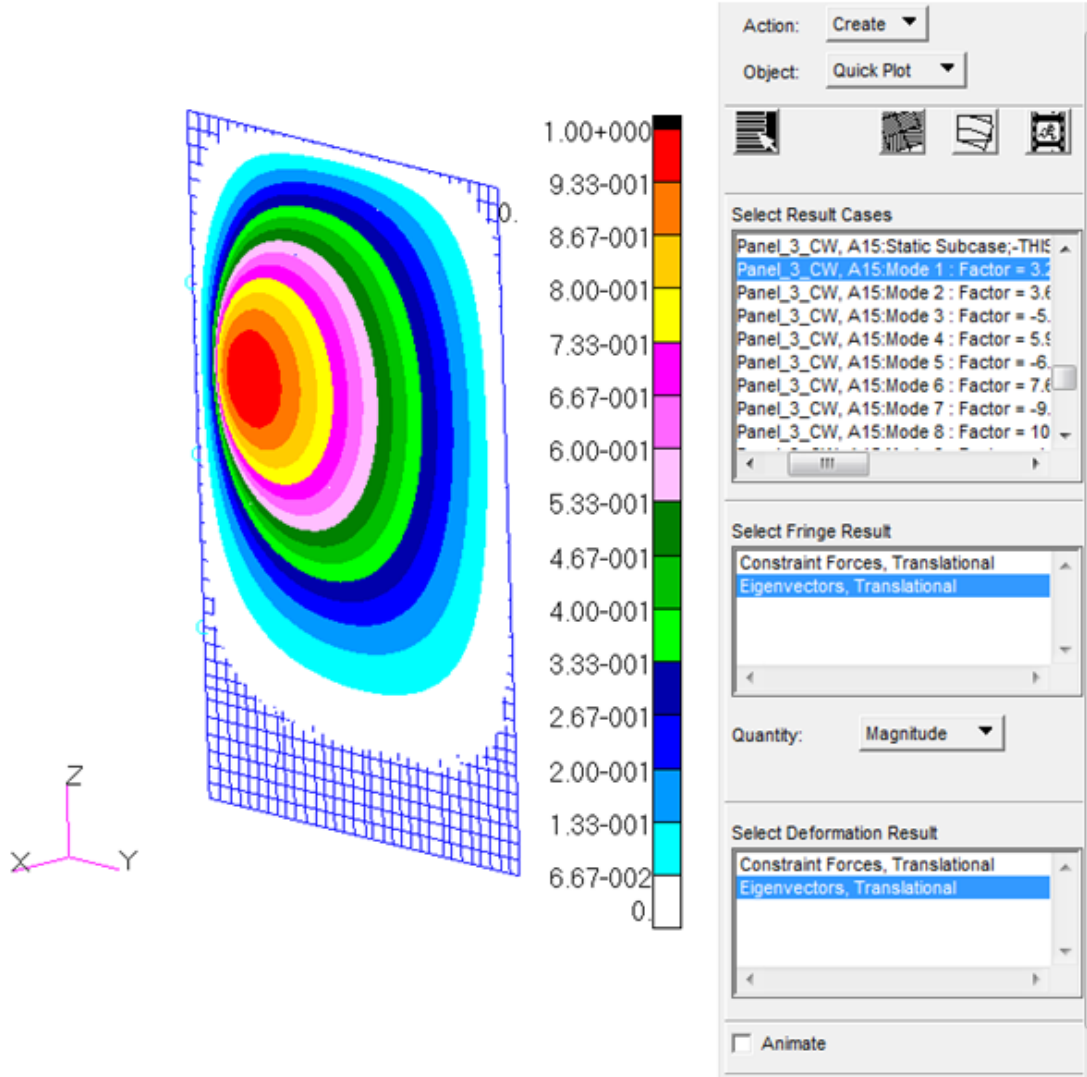 1.00+000
9.33-001
8.67-001
8.00-001
7.33-001
6.67-001
6.00-001
5.33-001
4.67-001
4.00-001
3.33-001
2.67-001
2.00-001
1.33-001
6.67-002
0.
0.
Z
X
Y
Action:
Create
Object:
Quick Plot
Select Result Cases
Panel_3_CW, A15:Static Subcase;-THIS
Panel_3_CW, A15:Mode 1 : Factor = 3.2
Panel_3_CW, A15:Mode 2 : Factor = 3.6
Panel_3_CW, A15:Mode 3 : Factor = -5.
Panel_3_CW, A15:Mode 4 : Factor = 5.9
Panel_3_CW, A15:Mode 5 : Factor = -6.
Panel_3_CW, A15:Mode 6 : Factor = 7.6
Panel_3_CW, A15:Mode 7 : Factor = -9.
Panel_3_CW, A15:Mode 8 : Factor = 10
Select Fringe Result
Constraint Forces, Translational
Eigenvectors, Translational
Quantity:
Magnitude
Select Deformation Result
Constraint Forces, Translational
Eigenvectors, Translational
Animate